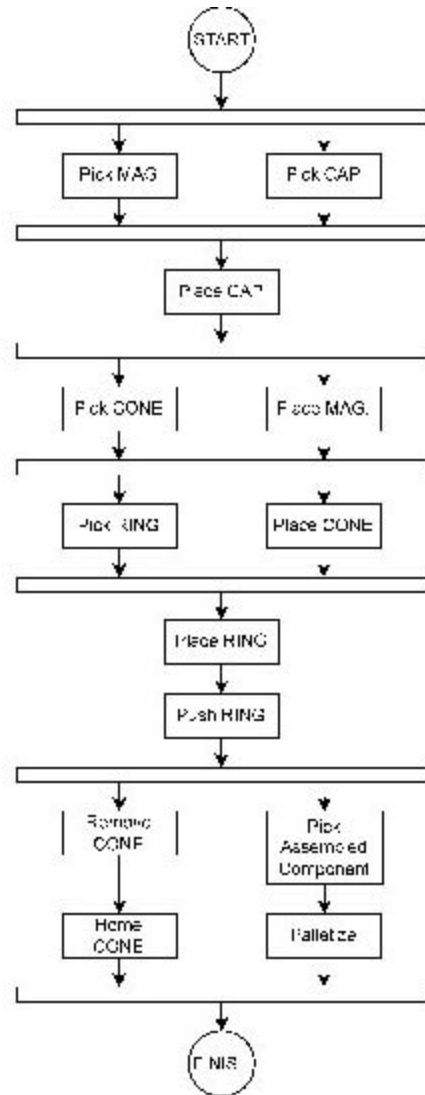 START
Pick MAG
Pick CAP
Place CAP
Pick CONE
Place MAG.
Pick RING
Place CONE
Place RING
Push RING
Remove
CONE
Pick
Assembled
Component
Home
CONE
Palletize
FINIS